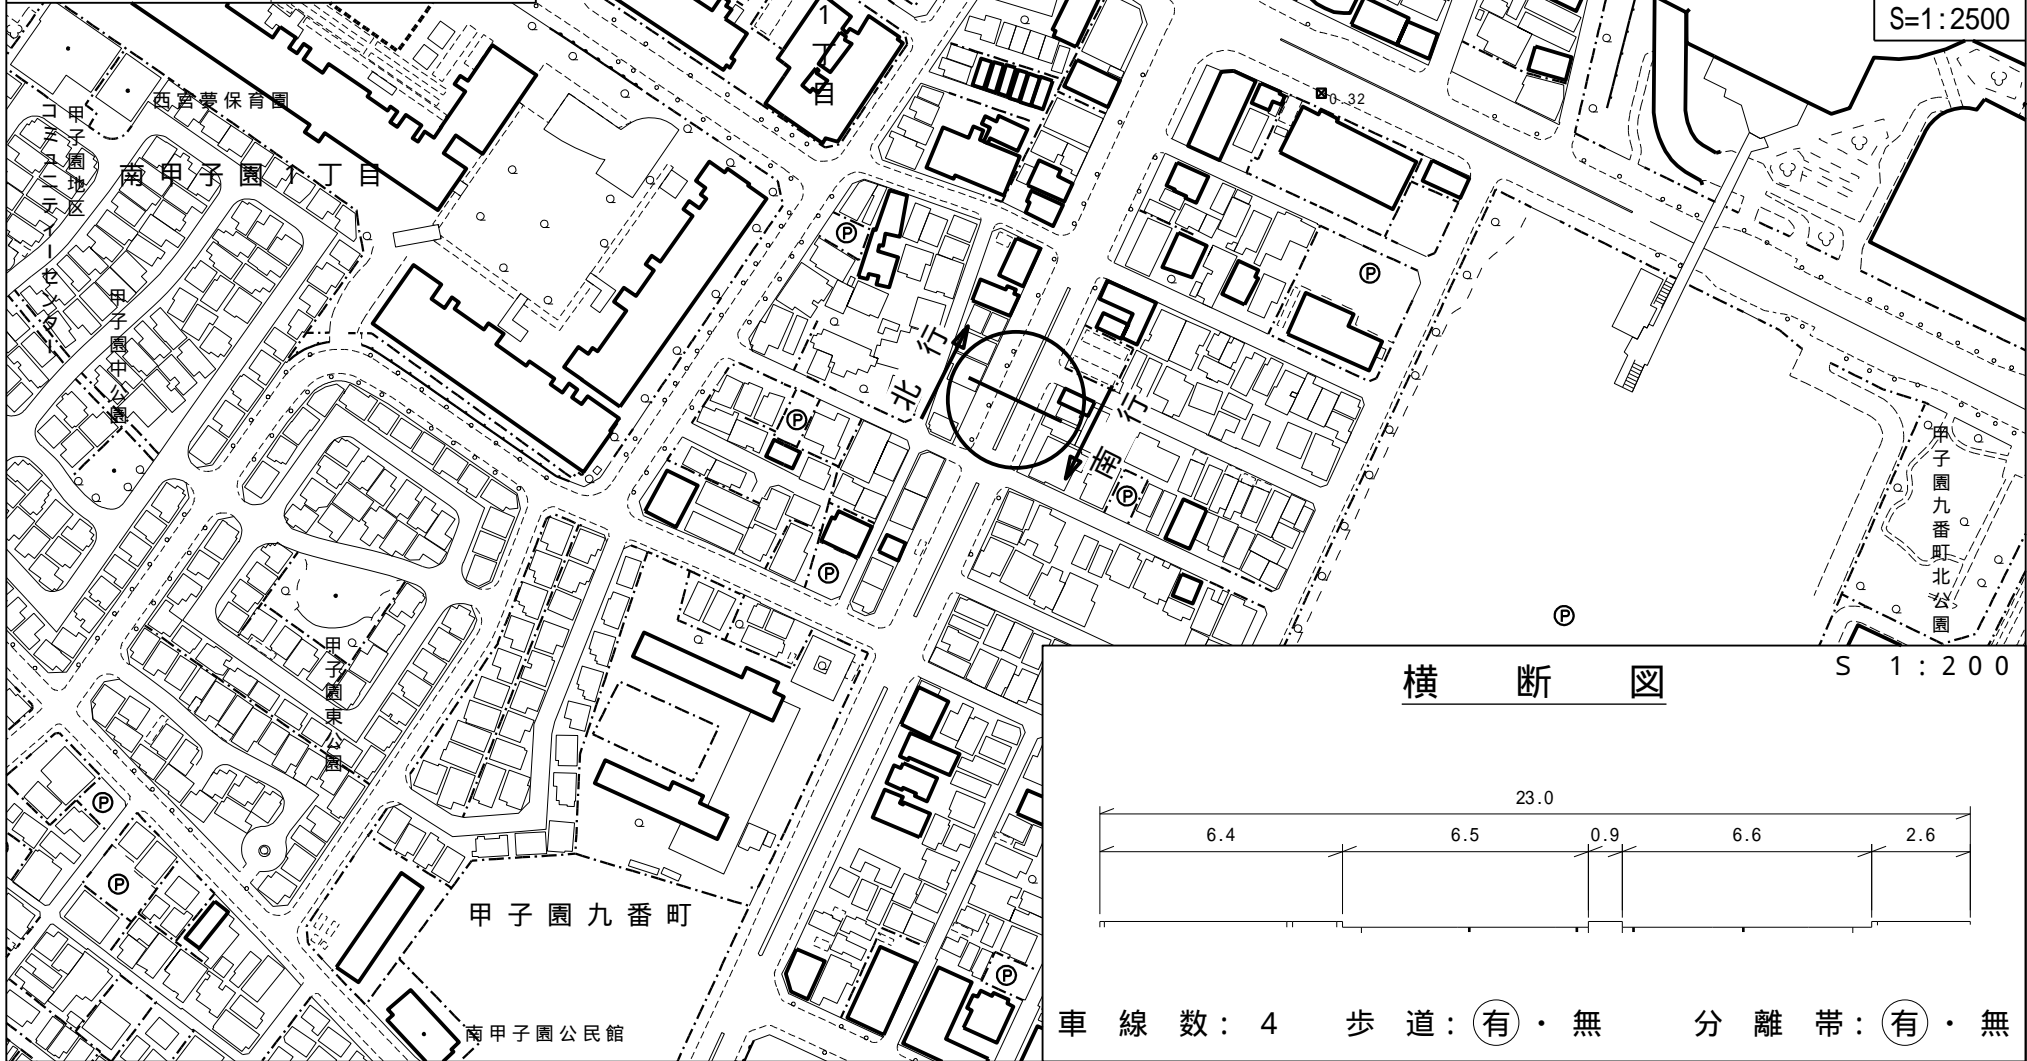 S=1:2500
1丁目
西宮夢保育園
甲子園地区
コミュニティーセンター
南甲子園1丁目
0.32
Ⓟ
Ⓟ
甲子園中公園
北行
南行
Ⓟ
Ⓟ
甲子園九番町北公園
Ⓟ
Ⓟ
甲子園東公園
Ⓟ
Ⓟ
甲子園九番町
Ⓟ
南甲子園公民館
横断図
S 1:200
23.0
6.4 6.5 0.9 6.6 2.6
車線数: 4 歩道: 有・無 分離帯: 有・無